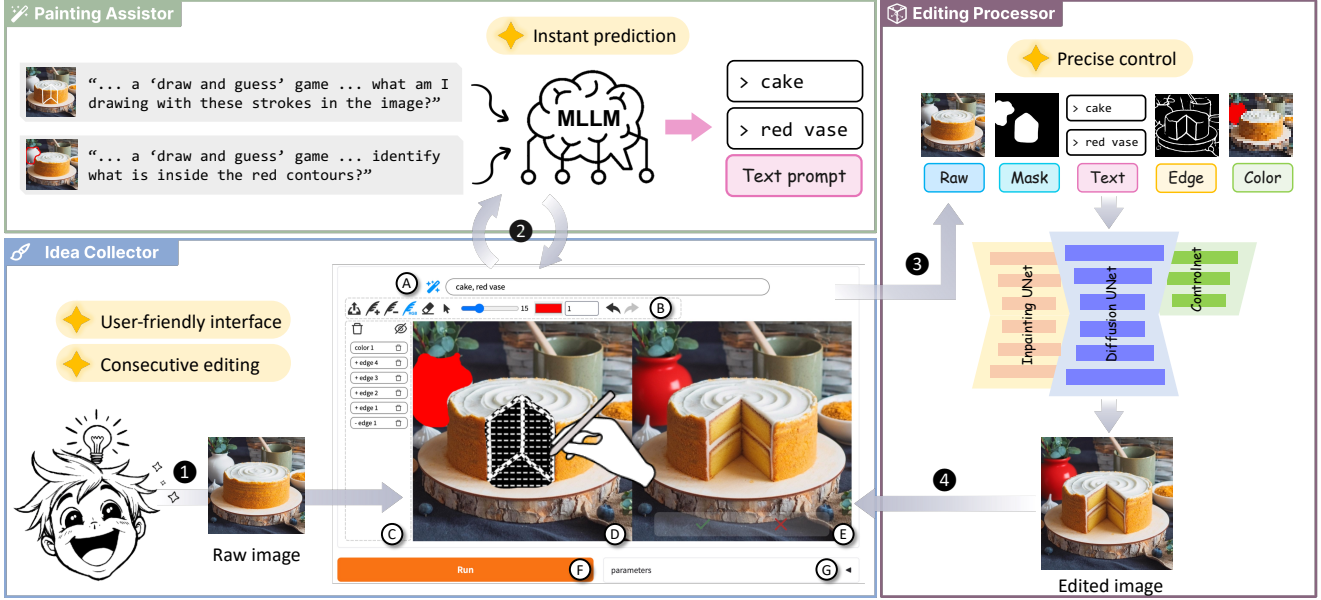 Painting Assistor
Instant prediction
“... a ‘draw and guess’ game ... what am I
drawing with these strokes in the image?”
“... a ‘draw and guess’ game ... identify
what is inside the red contours?”
MLLM
> cake
> red vase
Text prompt
2
Idea Collector
User-friendly interface
Consecutive editing
1
Raw image
A
cake, red vase
15
1
B
color 1
+ edge 4
+ edge 3
+ edge 2
+ edge 1
- edge 1
C
D
E
Run
F
parameters
G
Editing Processor
Precise control
> cake
> red vase
Raw
Mask
Text
Edge
Color
3
Inpainting UNet
Diffusion UNet
Controlnet
4
Edited image